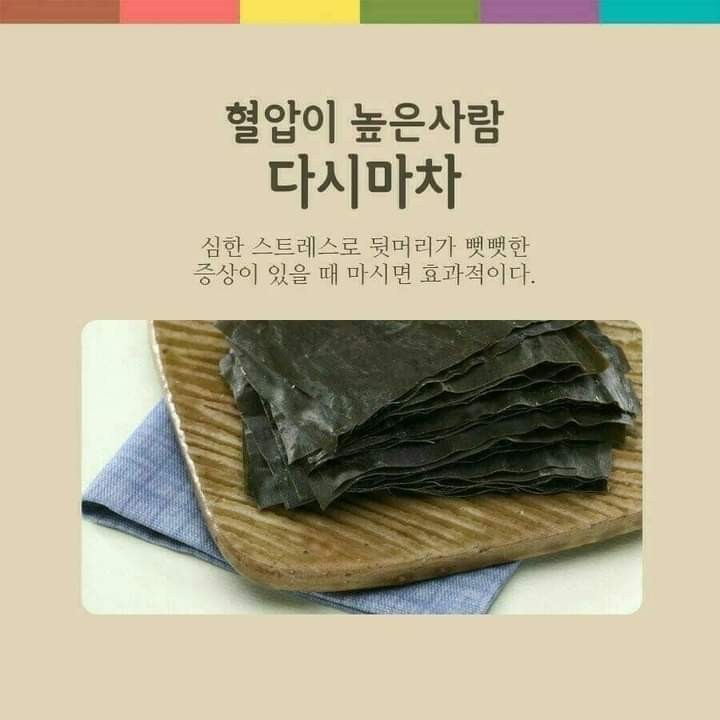 혈압이 높은사람
다시마차
심한 스트레스로 뒷머리가 뻣뻣한
증상이 있을 때 마시면 효과적이다.